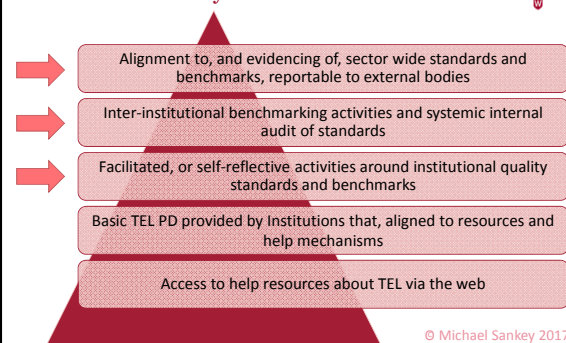 Alignment to, and evidencing of, sector wide standards and
benchmarks, reportable to external bodies
Inter-institutional benchmarking activities and systemic internal
audit of standards
Facilitated, or self-reflective activities around institutional quality
standards and benchmarks
Basic TEL PD provided by Institutions that, aligned to resources and
help mechanisms
Access to help resources about TEL via the web
© Michael Sankey 2017